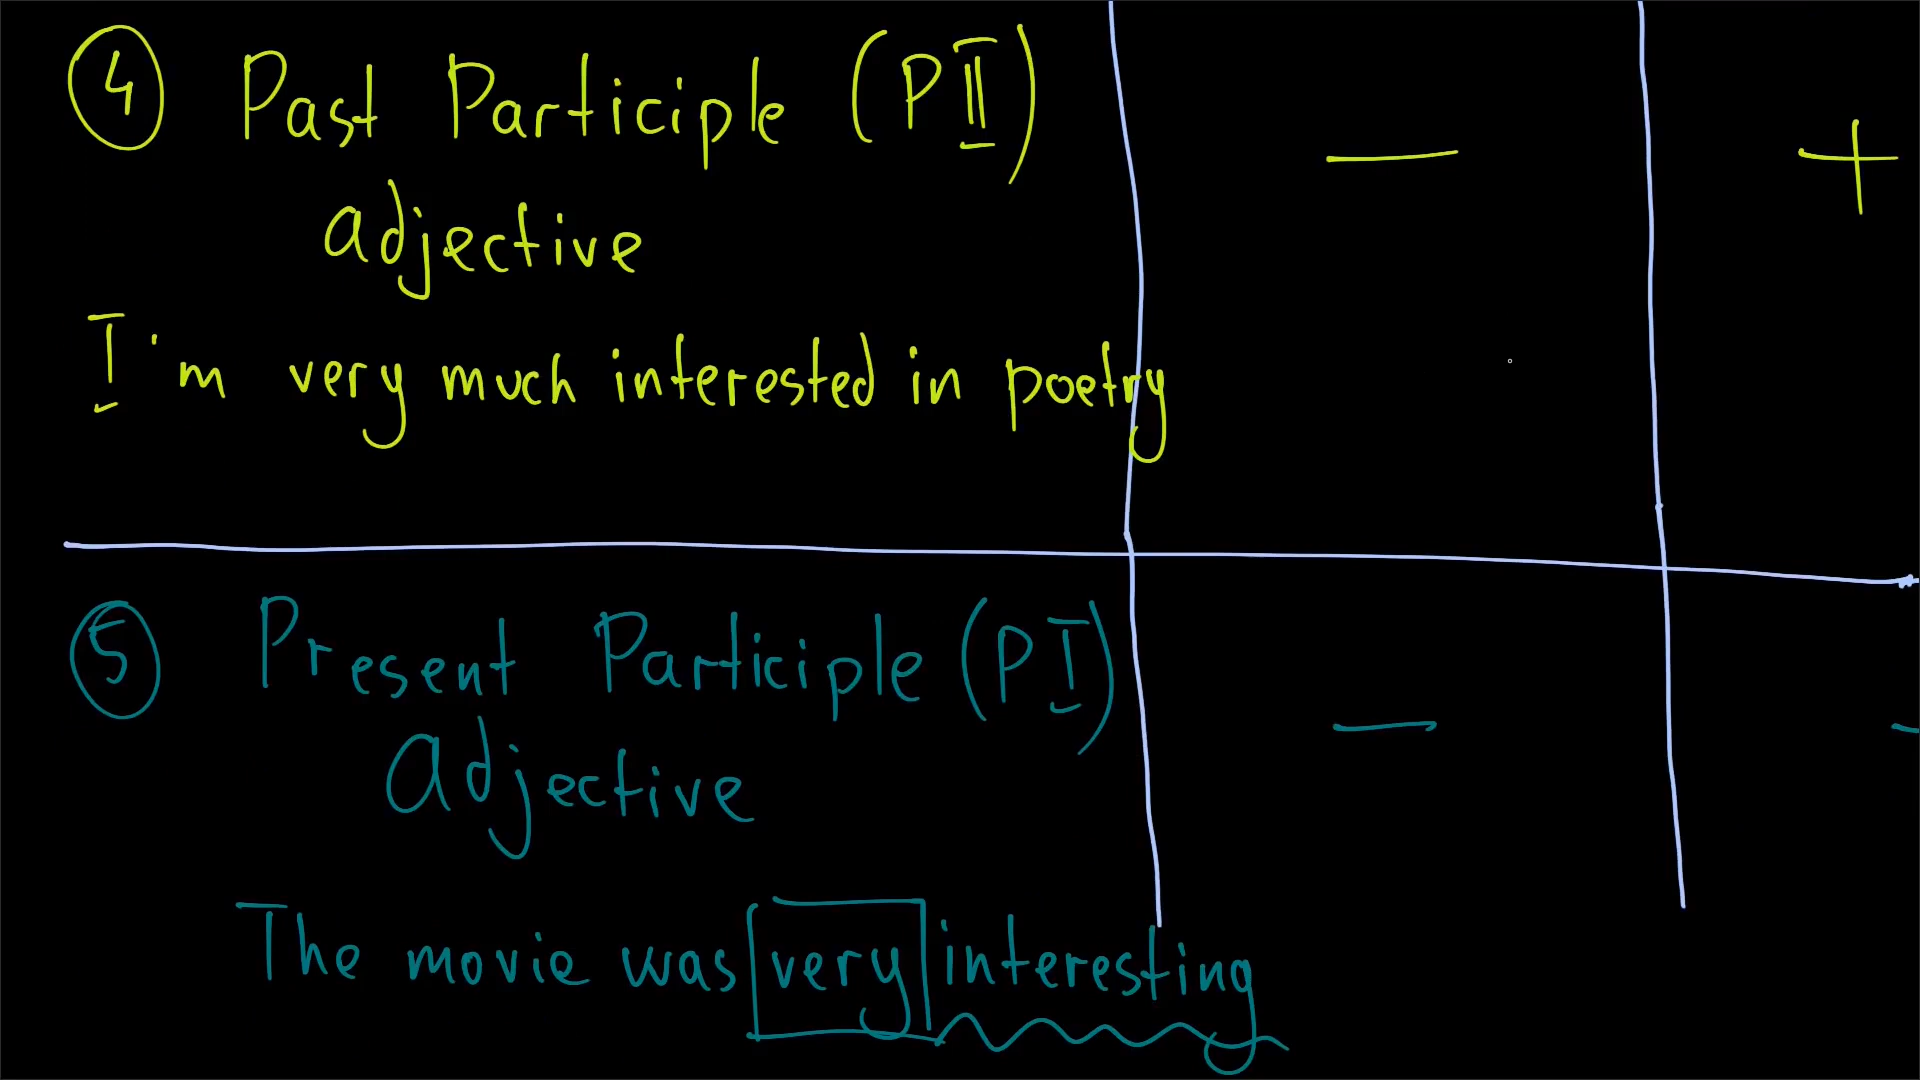 4 Past Participle (PII)
adjective
I'm very much interested in poetry
— +
5 Present Participle (PI)
Adjective
—
The movie was very interesting